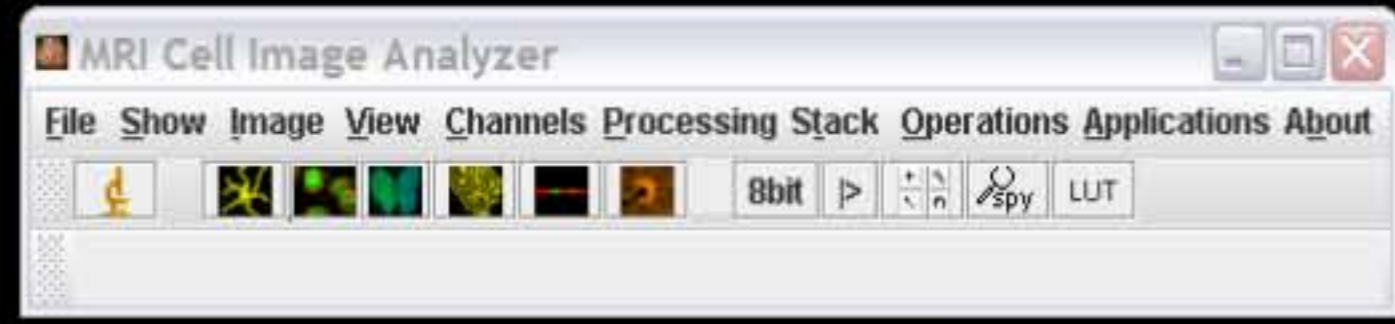 MRI Cell Image Analyzer
File Show Image View Channels Processing Stack Operations Applications About
8bit |> spy LUT